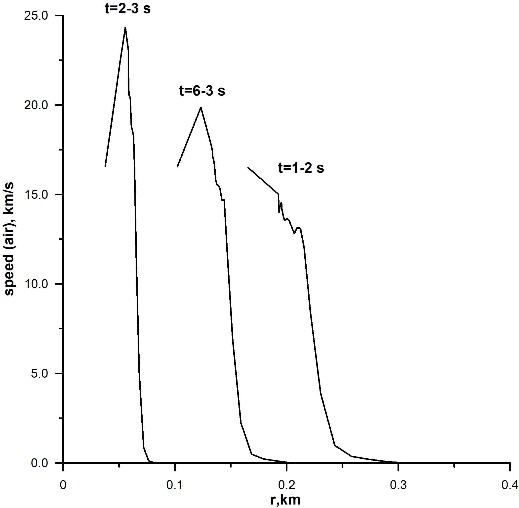 t=2-3 s
25.0
t=6-3 s
20.0
t=1-2 s
15.0
speed (air), km/s
10.0
5.0
0.0
0 0.1 0.2 0.3 0.4
r,km